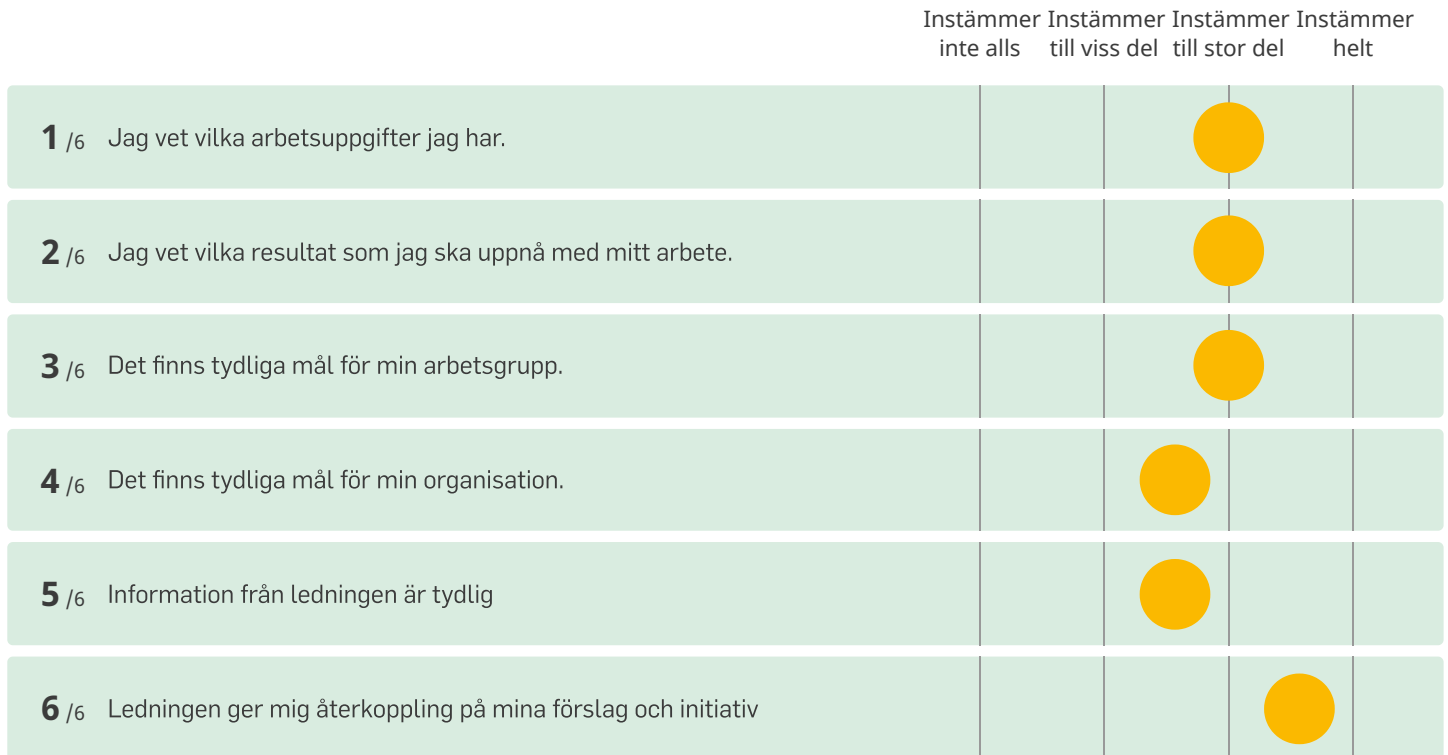 Instämmer Instämmer Instämmer Instämmer
inte alls till viss del till stor del helt
1 /6 Jag vet vilka arbetsuppgifter jag har.
2 /6 Jag vet vilka resultat som jag ska uppnå med mitt arbete.
3 /6 Det finns tydliga mål för min arbetsgrupp.
4 /6 Det finns tydliga mål för min organisation.
5 /6 Information från ledningen är tydlig
6 /6 Ledningen ger mig återkoppling på mina förslag och initiativ